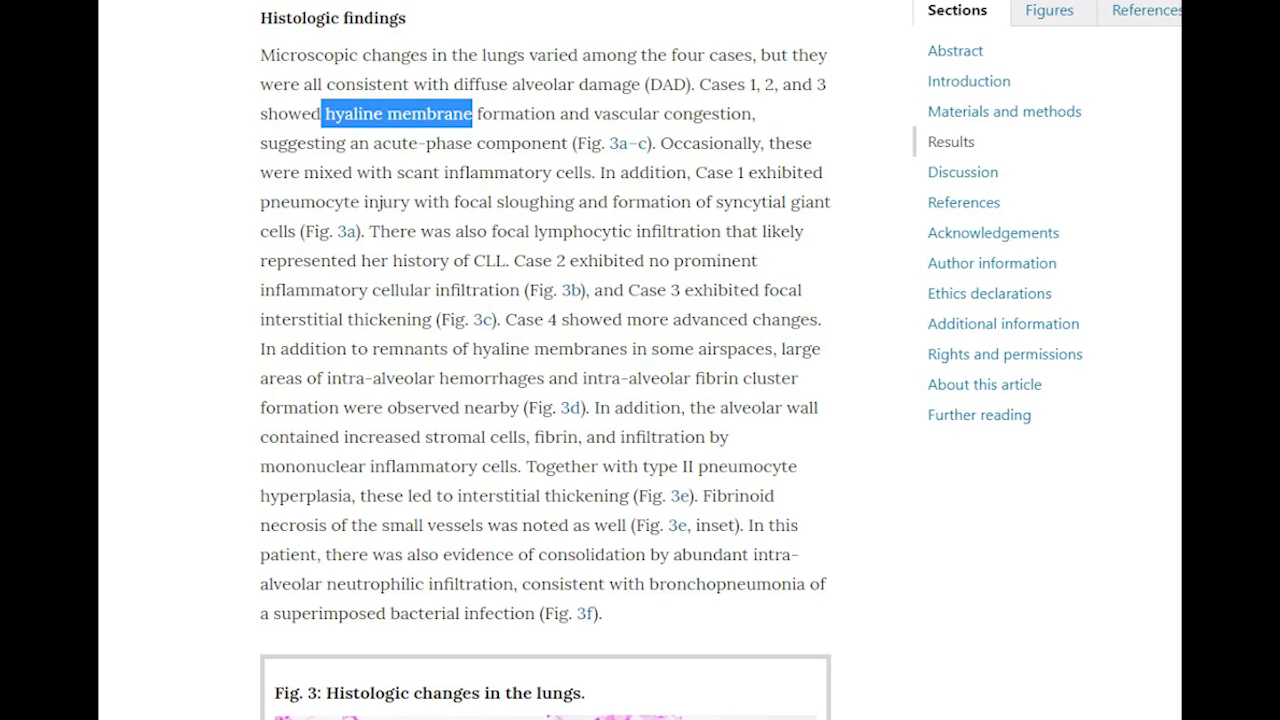 Histologic findings
Microscopic changes in the lungs varied among the four cases, but they
were all consistent with diffuse alveolar damage (DAD). Cases 1, 2, and 3
showed hyaline membrane formation and vascular congestion,
suggesting an acute-phase component (Fig. 3a–c). Occasionally, these
were mixed with scant inflammatory cells. In addition, Case 1 exhibited
pneumocyte injury with focal sloughing and formation of syncytial giant
cells (Fig. 3a). There was also focal lymphocytic infiltration that likely
represented her history of CLL. Case 2 exhibited no prominent
inflammatory cellular infiltration (Fig. 3b), and Case 3 exhibited focal
interstitial thickening (Fig. 3c). Case 4 showed more advanced changes.
In addition to remnants of hyaline membranes in some airspaces, large
areas of intra-alveolar hemorrhages and intra-alveolar fibrin cluster
formation were observed nearby (Fig. 3d). In addition, the alveolar wall
contained increased stromal cells, fibrin, and infiltration by
mononuclear inflammatory cells. Together with type II pneumocyte
hyperplasia, these led to interstitial thickening (Fig. 3e). Fibrinoid
necrosis of the small vessels was noted as well (Fig. 3e, inset). In this
patient, there was also evidence of consolidation by abundant intra-
alveolar neutrophilic infiltration, consistent with bronchopneumonia of
a superimposed bacterial infection (Fig. 3f).
Fig. 3: Histologic changes in the lungs.
Sections Figures References
Abstract
Introduction
Materials and methods
Results
Discussion
References
Acknowledgements
Author information
Ethics declarations
Additional information
Rights and permissions
About this article
Further reading